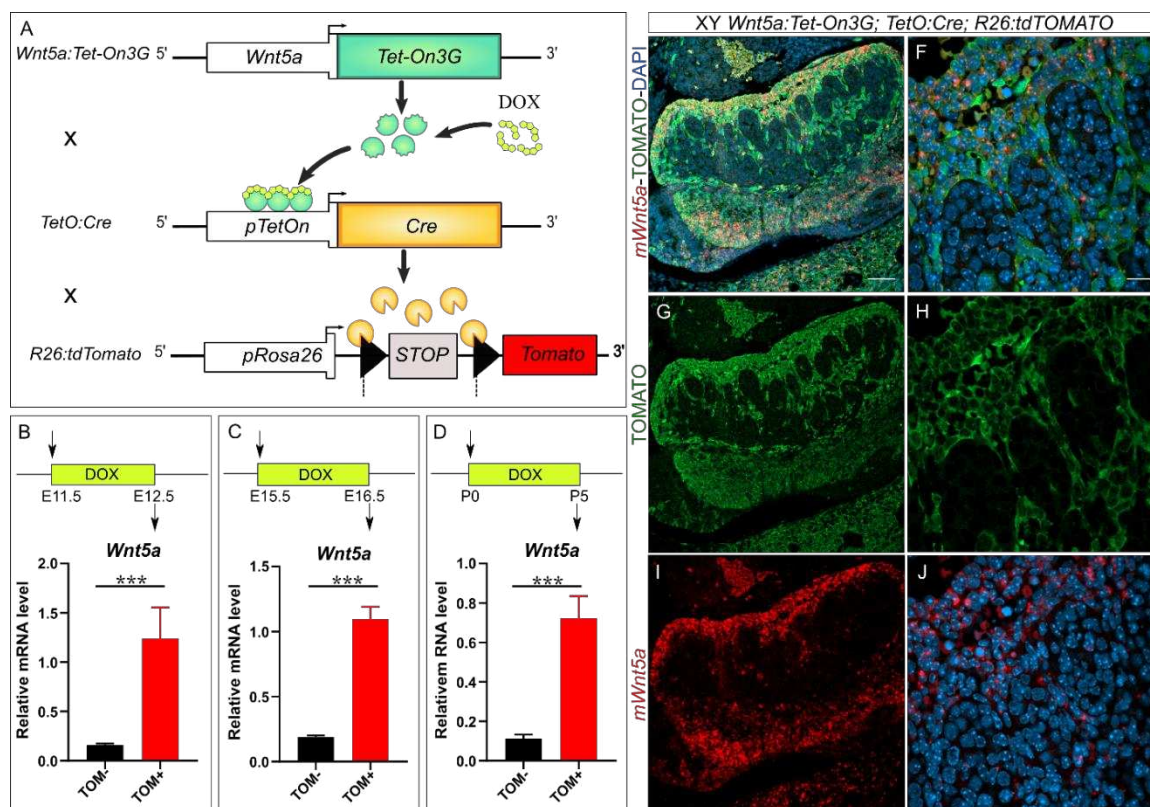 A
Wnt5a:Tet-On3G 5' Wnt5a Tet-On3G 3'
DOX
X
TetO:Cre 5' pTetOn Cre 3'
X
R26:tdTomato 5' pRosa26 STOP Tomato 3'
B
DOX
E11.5 E12.5
Wnt5a
***
Relative mRNA level
2.0
1.5
1.0
0.5
0.0
TOM- TOM+
C
DOX
E15.5 E16.5
Wnt5a
***
Relative mRNA level
1.5
1.0
0.5
0.0
TOM- TOM+
D
DOX
P0 P5
Wnt5a
***
Relativem RNA level
0.8
0.6
0.4
0.2
0.0
TOM- TOM+
XY Wnt5a:Tet-On3G; TetO:Cre; R26:tdTOMATO
mWnt5a-TOMATO-DAPI
E
F
TOMATO
G
H
mWnt5a
I
J